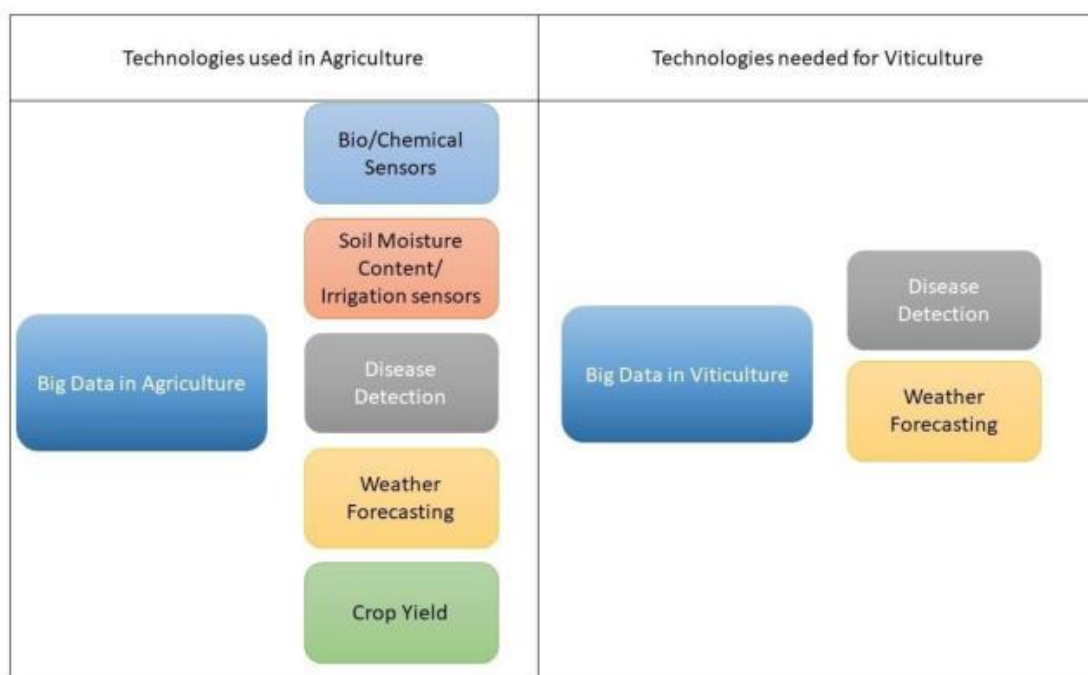 Technologies used in Agriculture
Technologies needed for Viticulture
Big Data in Agriculture
Bio/Chemical
Sensors
Soil Moisture
Content/
Irrigation sensors
Disease
Detection
Weather
Forecasting
Crop Yield
Big Data in Viticulture
Disease
Detection
Weather
Forecasting